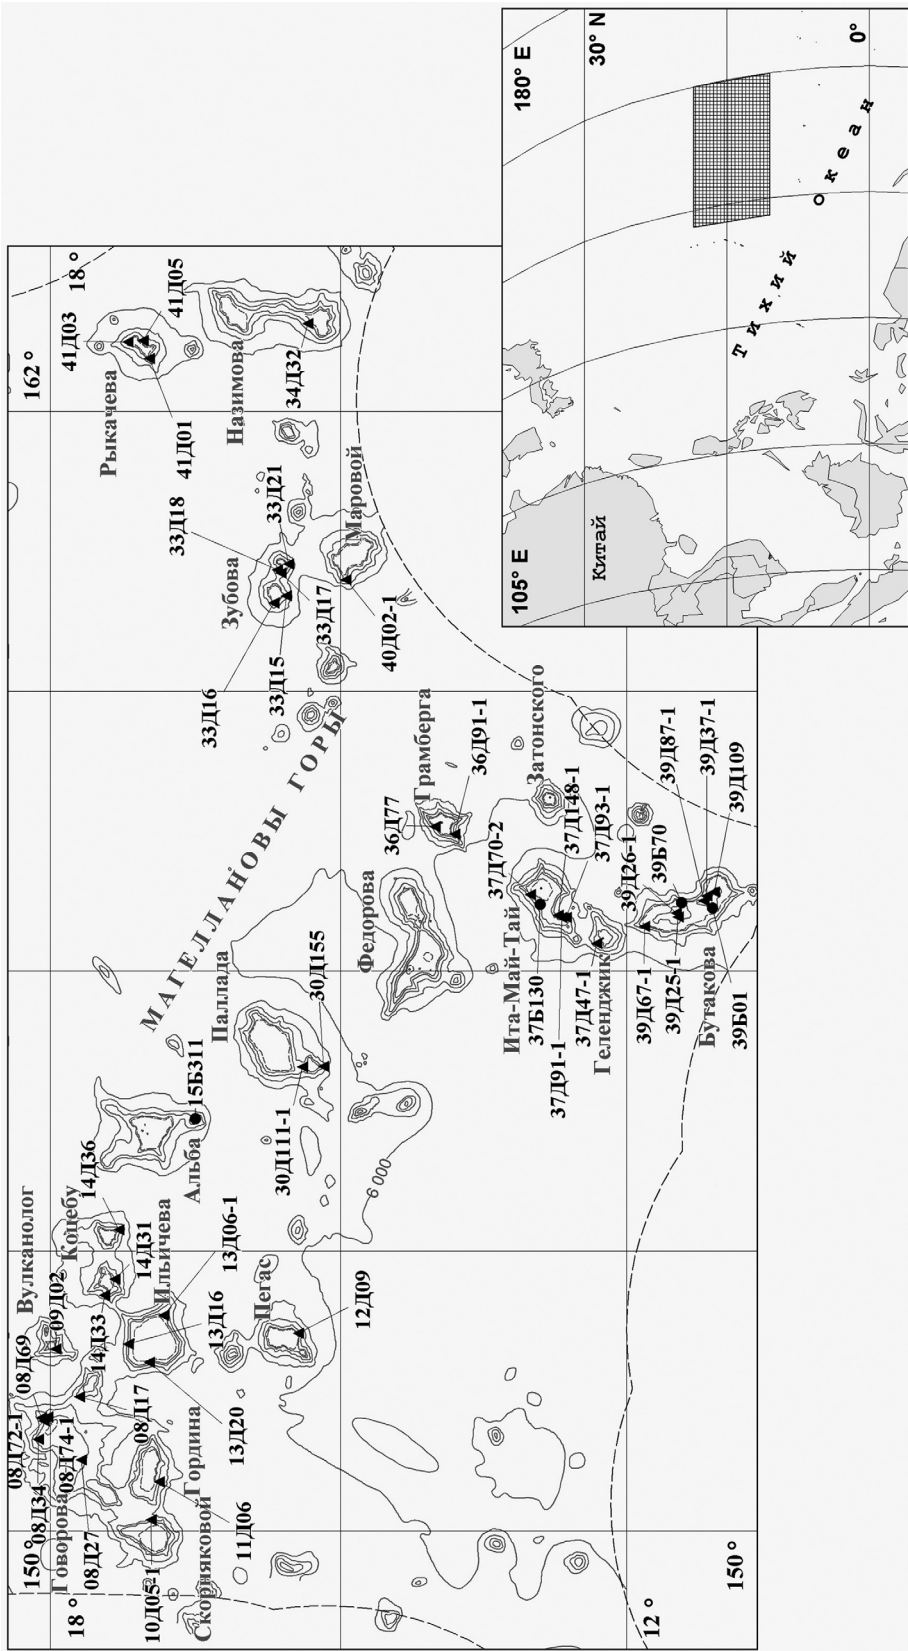 150 °
162 °
18 °
18 °
12 °
150 °
МАГЕЛЛАНОВЫ ГОРЫ
Говорова
08Д72-1
08Д69
08Д34
08Д74-1
08Д27
08Д17
Вулканолог
09Д02
Скорняковой
10Д05-1
Гордина
11Д06
Коцебу
14Д33
14Д31
14Д36
Ильичева
13Д16
13Д06-1
13Д20
Пегас
12Д09
Альба
15Б311
Паллада
30Д111-1
30Д155
Федорова
Грамберга
36Д77
36Д91-1
Зубова
33Д16
33Д15
33Д18
33Д21
33Д17
Маровой
40Д02-1
Рыкачева
41Д03
41Д05
41Д01
Назимова
34Д32
Ита-Май-Тай
37Д70-2
37Б130
37Д91-1
37Д148-1
37Д93-1
Затонского
Геленджик
37Д47-1
Бутакова
39Д67-1
39Д25-1
39Д26-1
39Б70
39Д87-1
39Д37-1
39Д109
39Б01
6 000
105° E
180° E
30° N
0°
Китай
Тихий океан